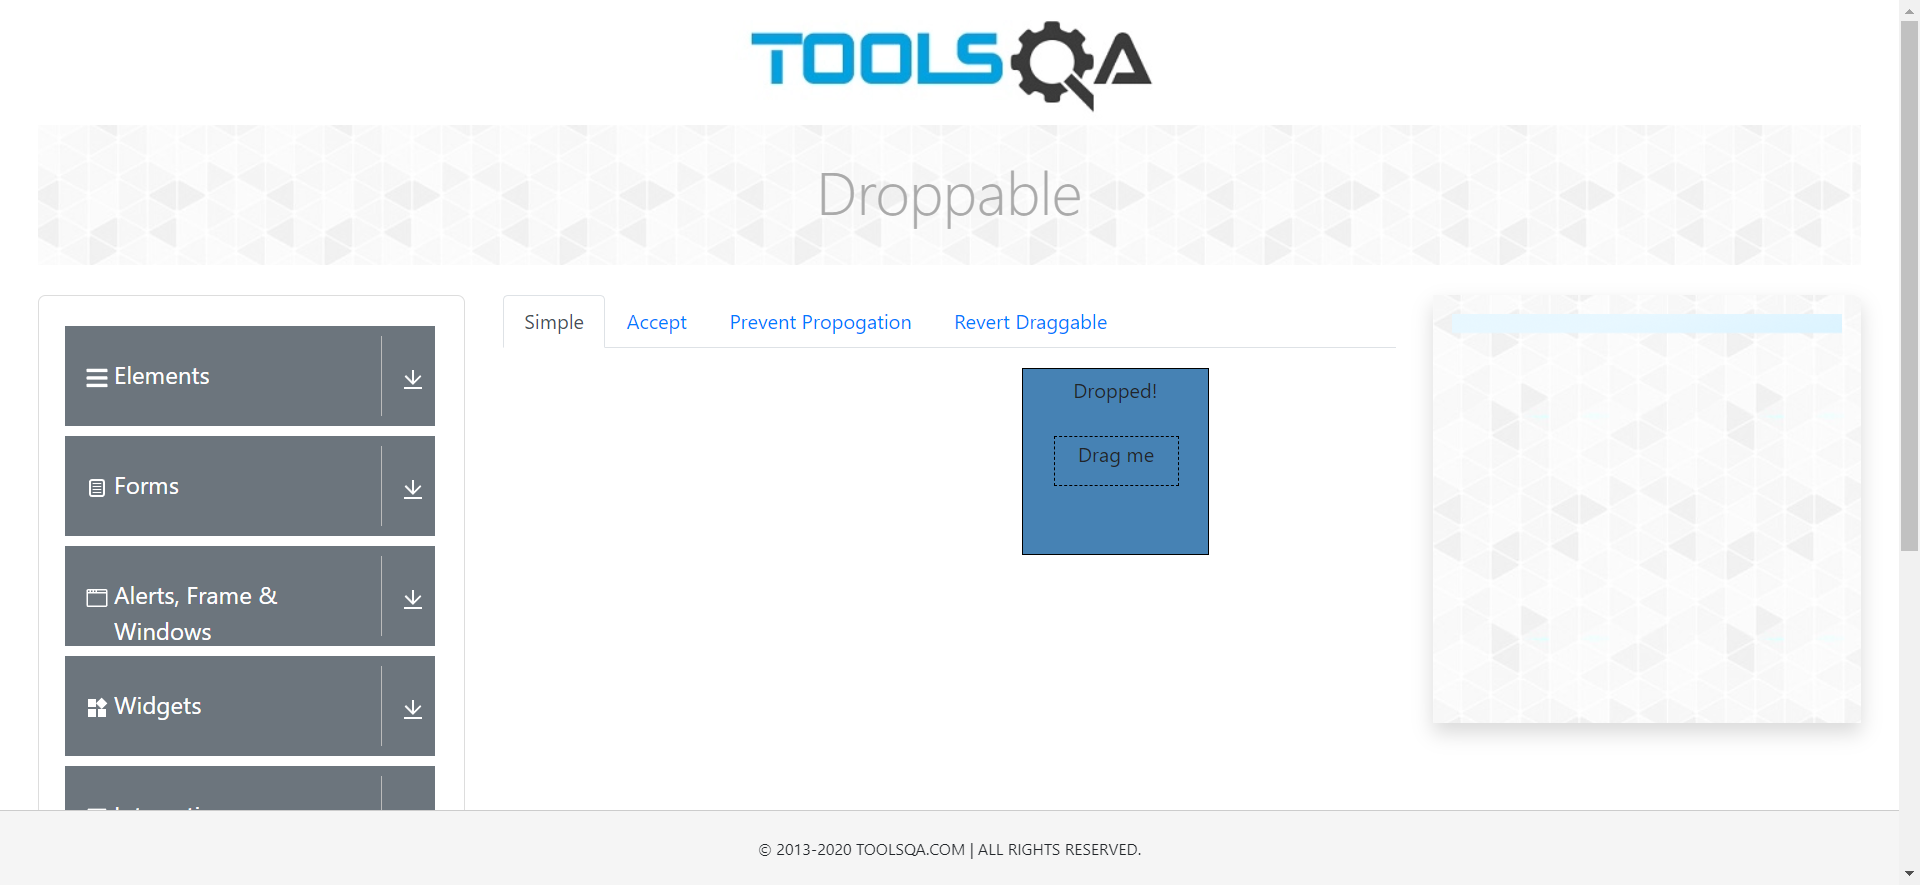 TOOLSQA
Droppable
Elements
Forms
Alerts, Frame &
Windows
Widgets
Simple
Accept
Prevent Propogation
Revert Draggable
Dropped!
Drag me
© 2013-2020 TOOLSQA.COM | ALL RIGHTS RESERVED.